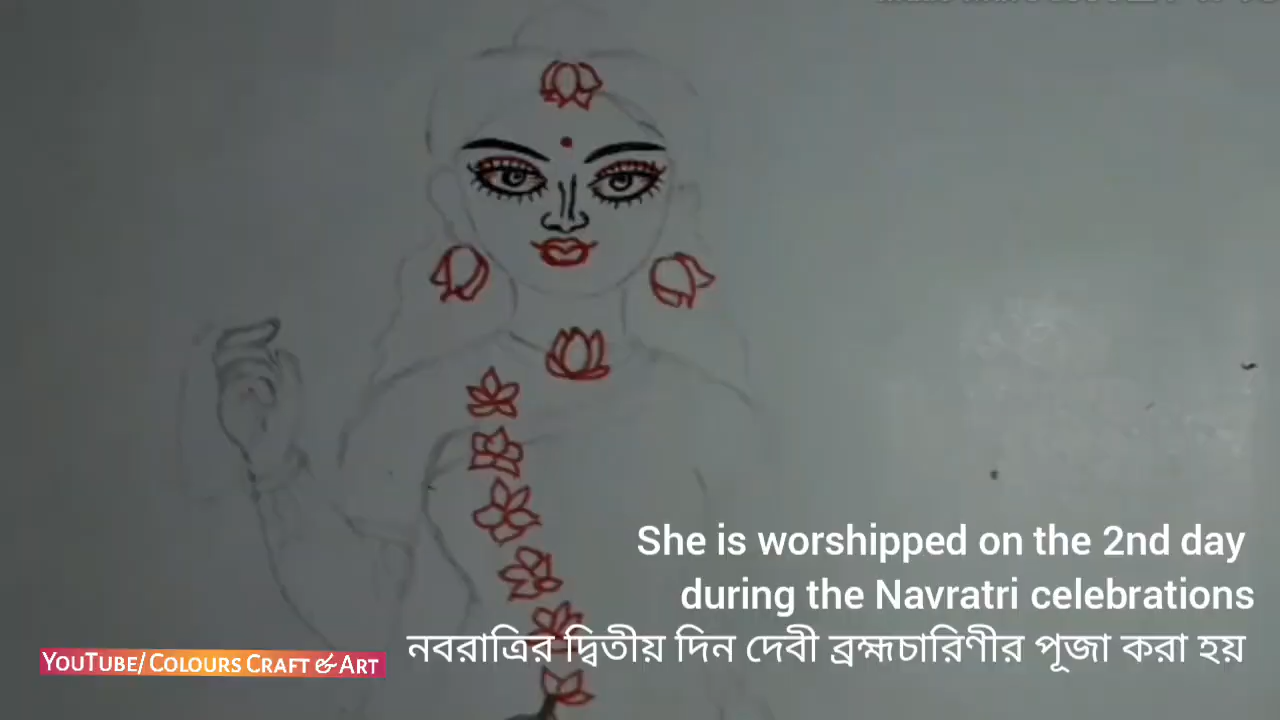 She is worshipped on the 2nd day
during the Navratri celebrations
নবরাত্রির দ্বিতীয় দিন দেবী ব্রহ্মচারিণীর পূজা করা হয়
YouTube/ Colours Craft & Art